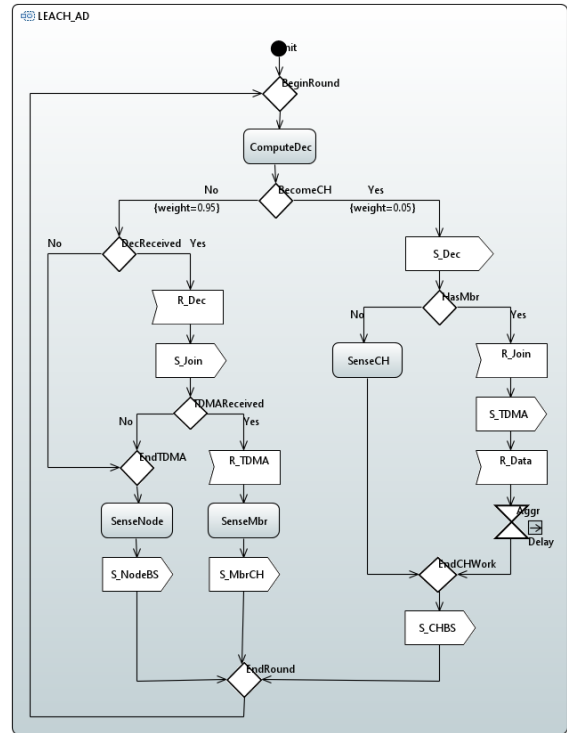 LEACH_AD
Init
BeginRound
ComputeDec
No
BecomeCH
Yes
{weight=0.95}
{weight=0.05}
No
DecReceived
Yes
S_Dec
R_Dec
HasMbr
No
Yes
S_Join
SenseCH
R_Join
TDMAReceived
No
Yes
S_TDMA
EndTDMA
R_TDMA
R_Data
SenseNode
SenseMbr
Aggr
Delay
S_NodeBS
S_MbrCH
EndCHWork
S_CHBS
EndRound